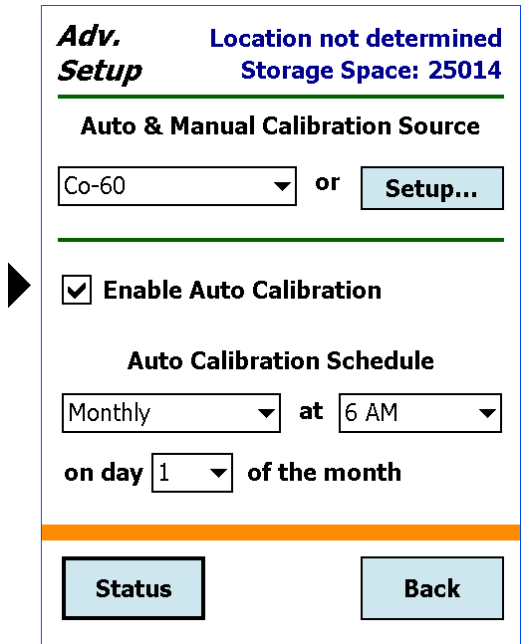 Adv. Location not determined
Setup Storage Space: 25014
Auto & Manual Calibration Source
Co-60 or Setup...
Enable Auto Calibration
Auto Calibration Schedule
Monthly at 6 AM
on day 1 of the month
Status Back